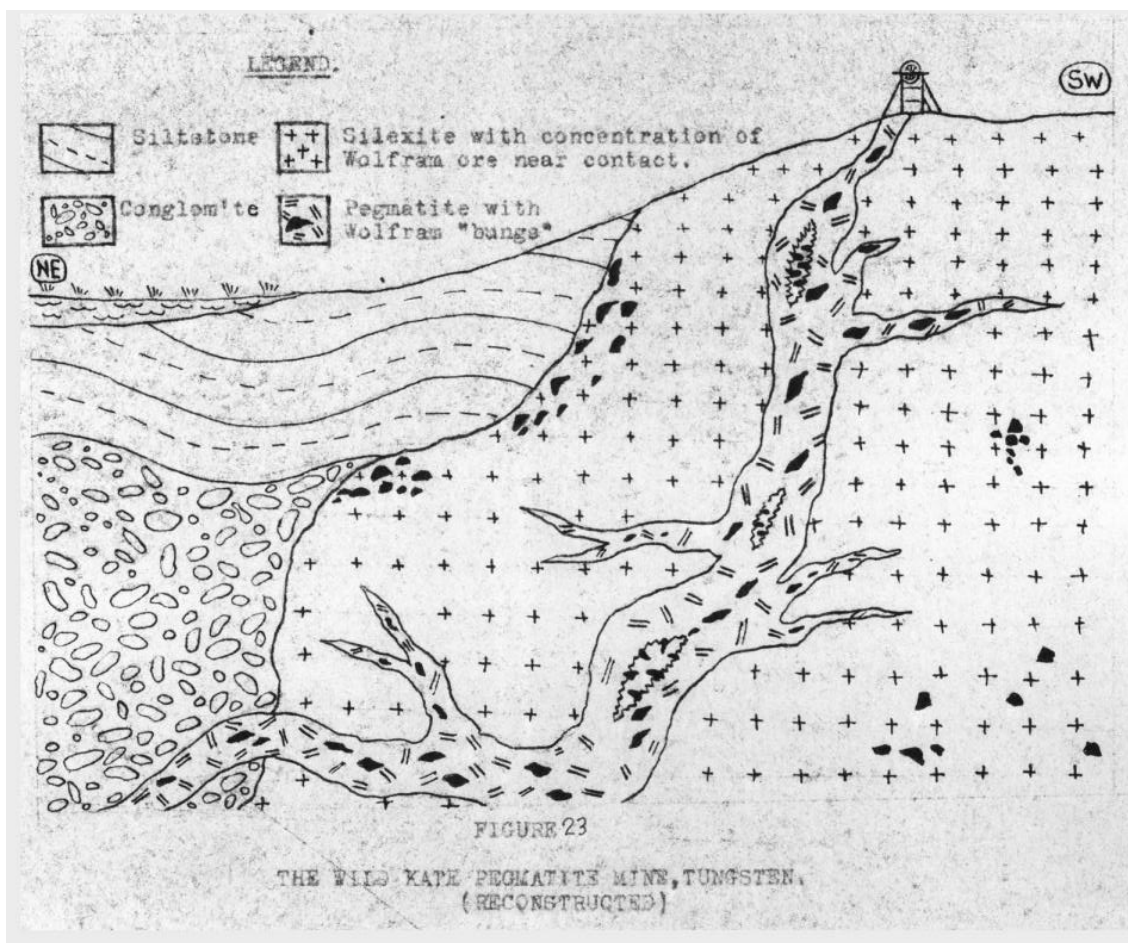 LEGEND.
SW
Siltstone
Silexite with concentration of
Wolfram ore near contact.
Conglom'te
Pegmatite with
Wolfram "bungs"
NE
FIGURE 23
THE WILD KATE PEGMATITE MINE, TUNGSTEN.
(RECONSTRUCTED)